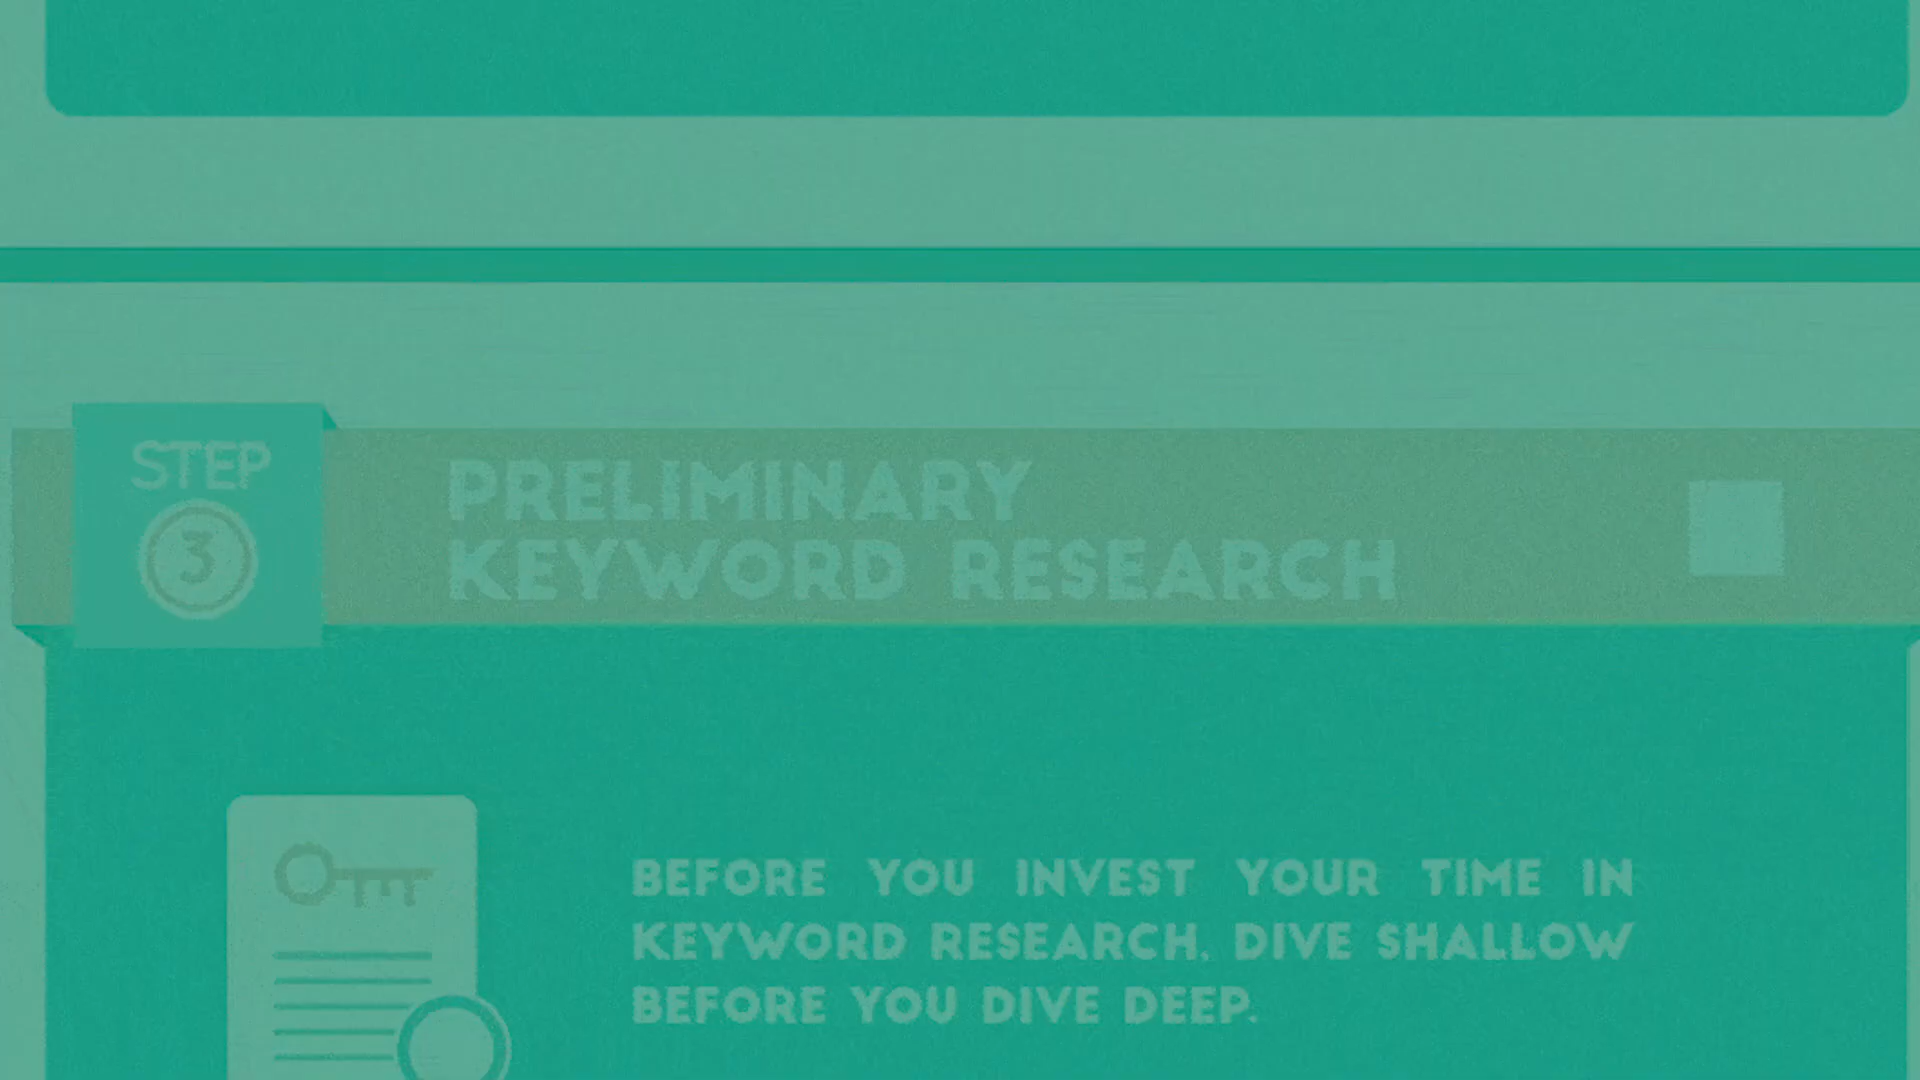 STEP
3
PRELIMINARY
KEYWORD RESEARCH
BEFORE YOU INVEST YOUR TIME IN
KEYWORD RESEARCH, DIVE SHALLOW
BEFORE YOU DIVE DEEP.